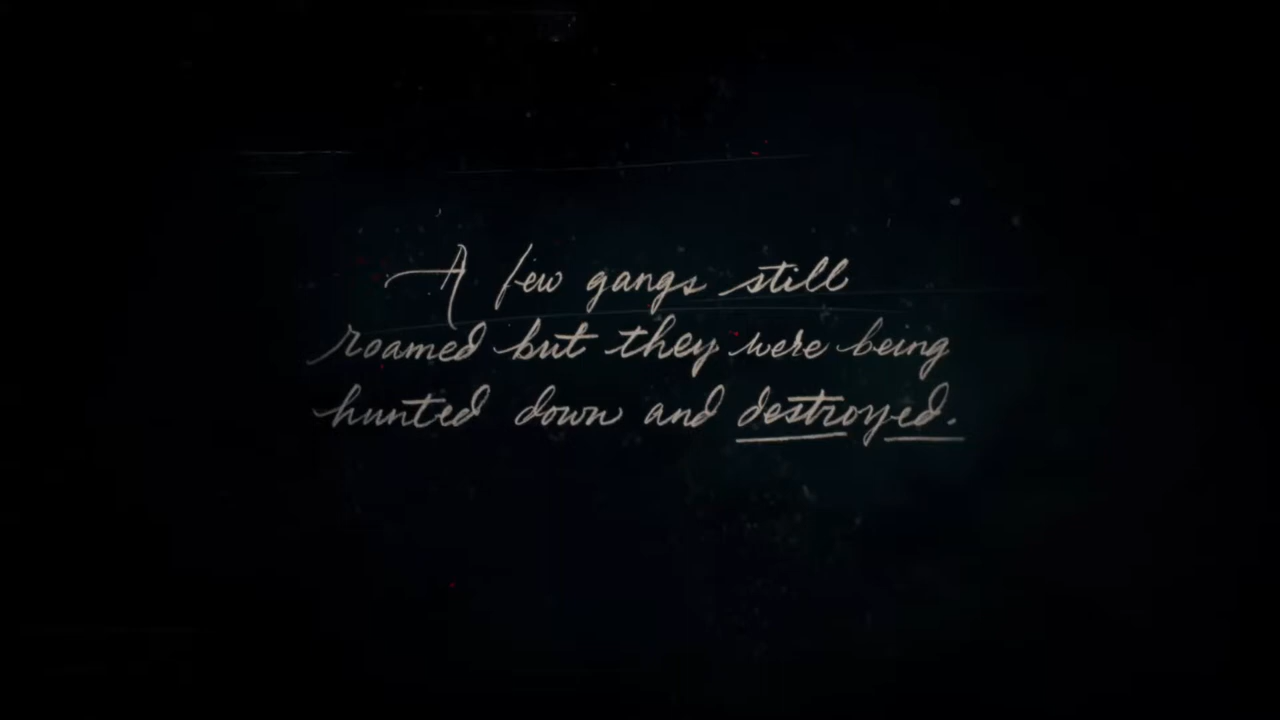 A few gangs still
roamed but they were being
hunted down and destroyed.